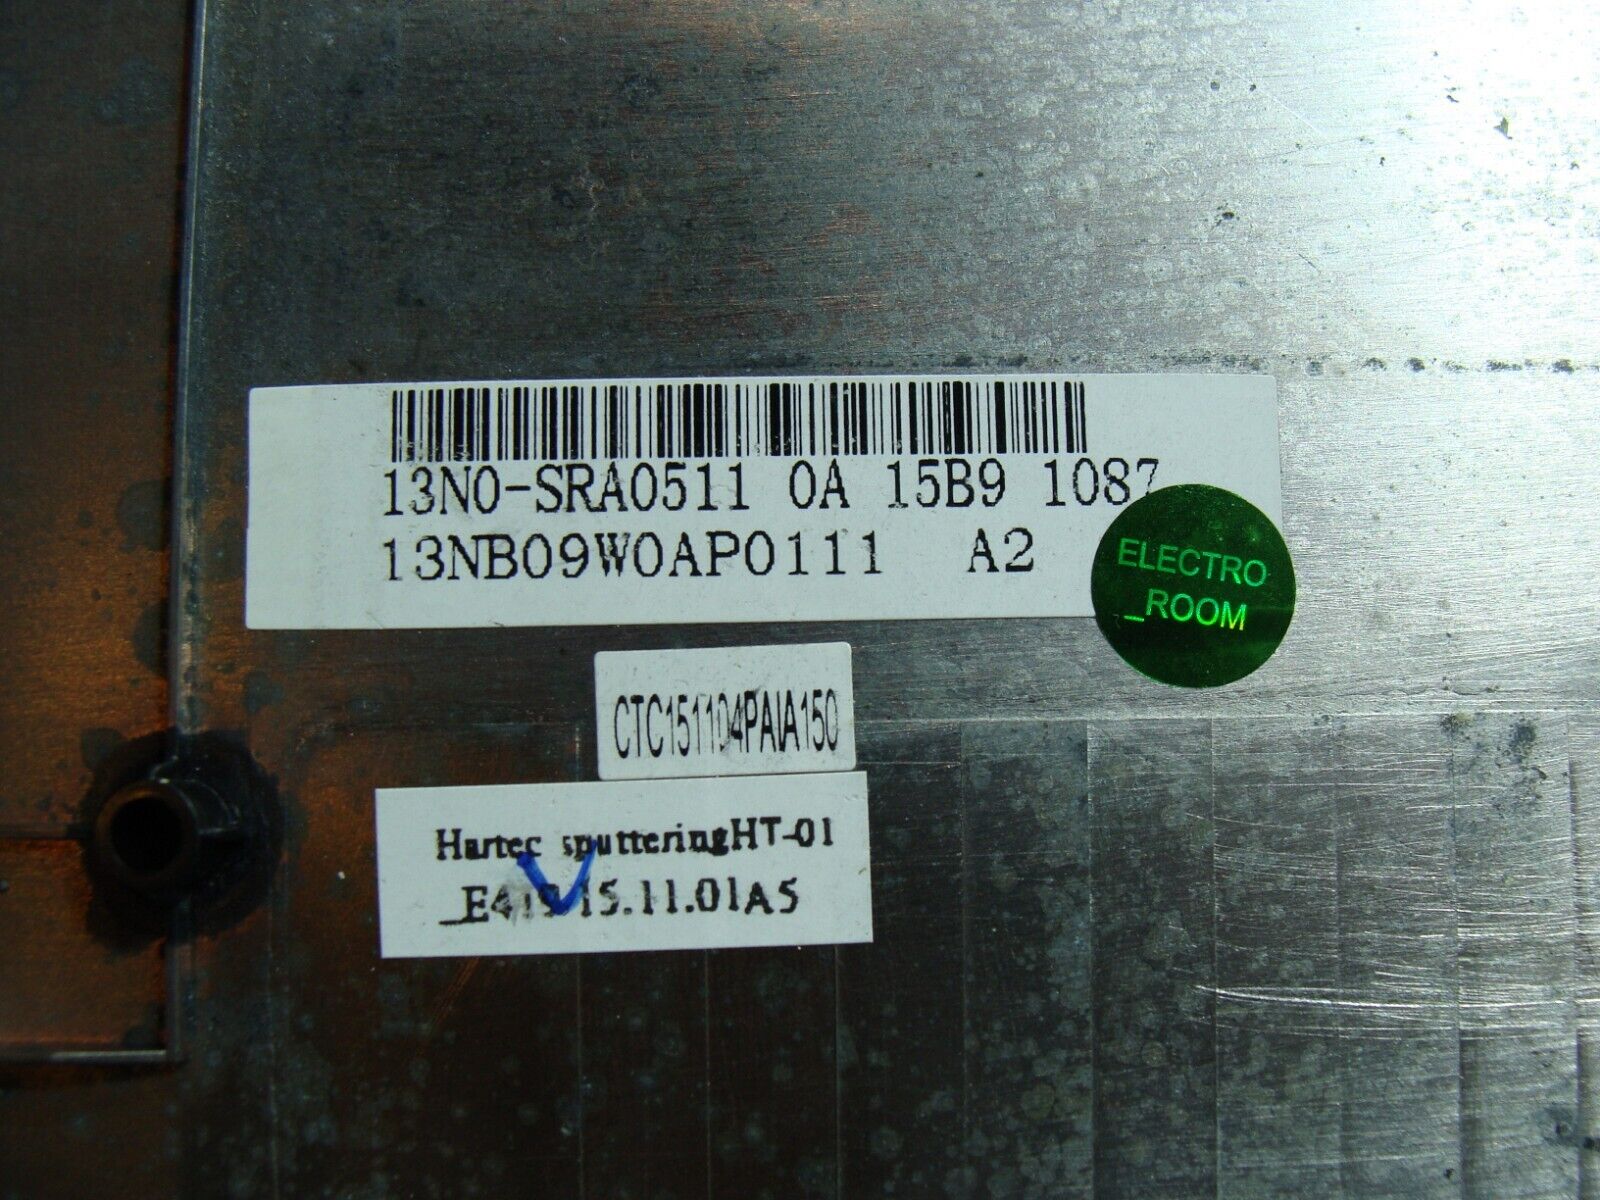 13N0-SRA0511 0A 15B9 1087
13NB09W0AP0111 A2
ELECTRO
_ROOM
CTC151104PAIA150
Hartec sputteringHT-01
15.11.01A5